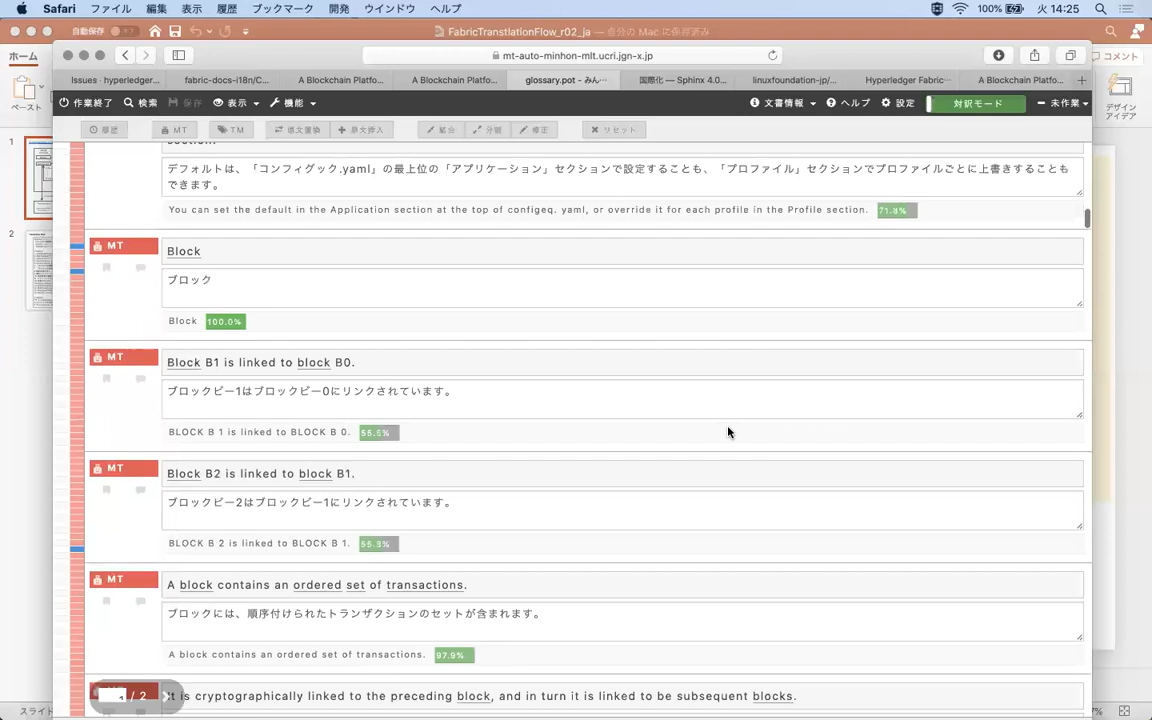 Safari ファイル 編集 表示 履歴 ブックマーク 開発 ウインドウ ヘルプ 100% 火 14:25
自動保存 FabricTranstlationFlow_r02_ja — 自分の Mac に保存済み
ホーム mt-auto-minhon-mlt.ucri.jgn-x.jp コメント
Issues · hyperledger... fabric-docs-i18n/C... A Blockchain Platfo... A Blockchain Platfo... glossary.pot - みん... 国際化 — Sphinx 4.0... linuxfoundation-jp/... Hyperledger Fabric... A Blockchain Platfo...
ペースト デザイン アイデア
作業終了 検索 保存 表示 機能 文書情報 ヘルプ 設定 対訳モード 未作業
履歴 MT TM 訳文置換 原文挿入 結合 分割 修正 リセット
section.
デフォルトは、「コンフィグック.yaml」の最上位の「アプリケーション」セクションで設定することも、「プロファイル」セクションでプロファイルごとに上書きすることも
できます。
You can set the default in the Application section at the top of configeq. yaml, or override it for each profile in the Profile section. 71.8%
MT Block
ブロック
Block 100.0%
MT Block B1 is linked to block B0.
ブロックビー1はブロックビー0にリンクされています。
BLOCK B 1 is linked to BLOCK B 0.
MT Block B2 is linked to block B1.
ブロックビー2はブロックビー1にリンクされています。
BLOCK B 2 is linked to BLOCK B 1.
MT A block contains an ordered set of transactions.
ブロックには、順序付けられたトランザクションのセットが含まれます。
A block contains an ordered set of transactions. 97.9%
It is cryptographically linked to the preceding block, and in turn it is linked to be subsequent blocks.
1
2
1 / 2
スライド 7%